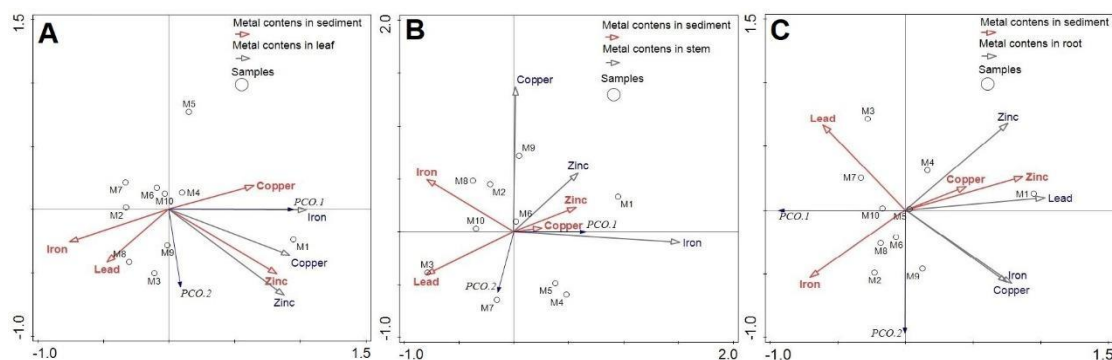 1.5
A
Metal contens in sediment
Metal contens in leaf
Samples
M5
M7
M6
M4
M10
Copper
PCO.1
Iron
M2
M1
Iron
M9
Copper
Lead
M8
M3
Zinc
Zinc
PCO.2
-1.0
-1.0
1.5
2.0
B
Metal contens in sediment
Metal contens in stem
Samples
Copper
M9
Zinc
Iron
M8
M2
M1
Zinc
M6
M10
Copper
PCO.1
Iron
M3
Lead
PCO.2
M5
M7
M4
-1.0
-1.0
2.0
1.5
C
Metal contens in sediment
Metal contens in root
Samples
M3
Lead
Zinc
M4
M7
Zinc
Copper
M1
Lead
PCO.1
M10
M5
M6
M8
Iron
M2
M9
Iron
Copper
PCO.2
-1.0
-1.0
1.5